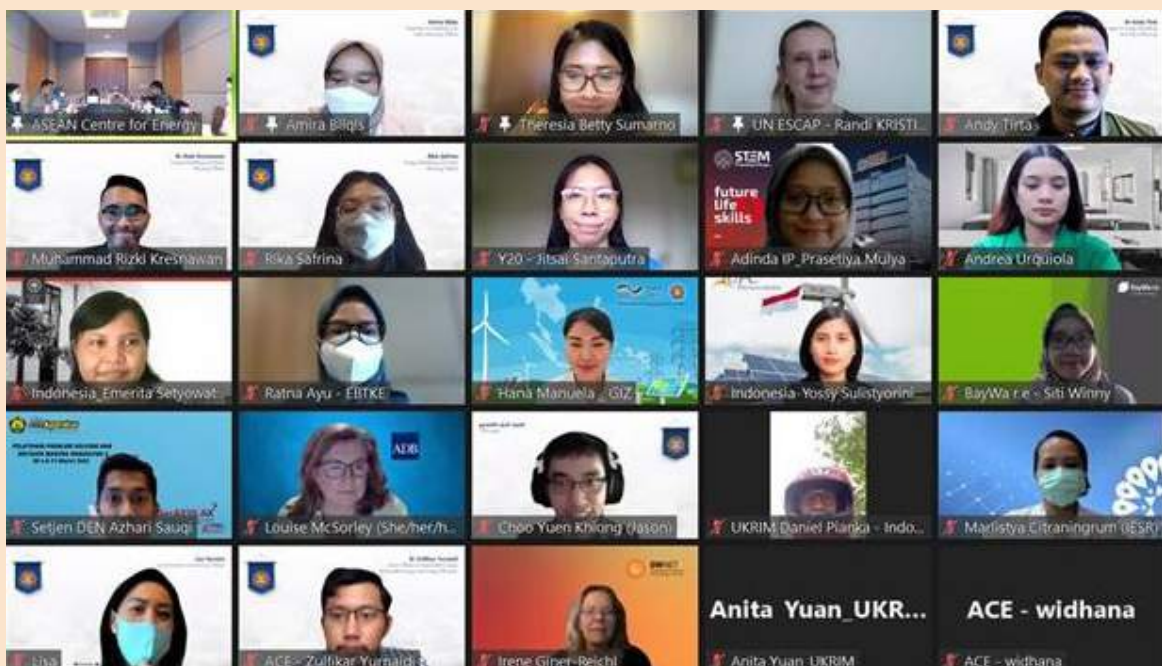 ASEAN Centre for Energy
Amira Bilqis
Theresia Betty Sumarno
UN ESCAP - Randi KRISTI...
Andy Tirta
Muhammad Rizki Kresnawan
Rika Safrina
Y20 - Jitsai Santaputra
STEM
future
life
skills
Adinda IP_Prasetiya Mulya
Andrea Urquiola
Indonesia_Emerita Setyowat
Ratna Ayu - EBTKE
Hana Manuela _ GIZ
Indonesia-Yossy Sulistyorini
BayWa r.e - Siti Winny
Setjen DEN Azhari Sauqi
ADB
Louise McSorley (She/her/h...
Choo Yuen Khiong (Jason)
UKRIM Daniel Pianka - Indo...
Marlistya Citraningrum (IESR)
Lisa
ACE - Zulfikar Yurnaidi
Irene Giner-Reichl
Anita Yuan_UKR...
Anita Yuan_UKRIM
ACE - widhana
ACE - widhana